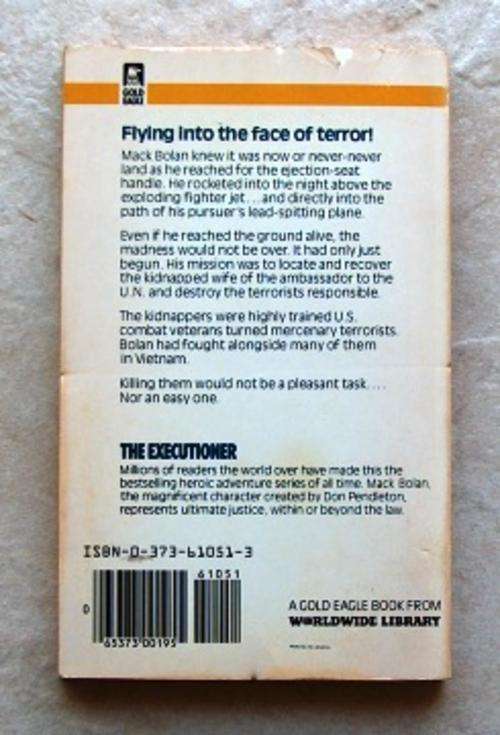 GOLD
EAGLE
Flying into the face of terror!
Mack Bolan knew it was now or never-never
land as he reached for the ejection-seat
handle. He rocketed into the night above the
exploding fighter jet. . .and directly into the
path of his pursuer's lead-spitting plane.
Even if he reached the ground alive, the
madness would not be over. It had only just
begun. His mission was to locate and recover
the kidnapped wife of the ambassador to the
U.N. and destroy the terrorists responsible.
The kidnappers were highly trained U.S.
combat veterans turned mercenary terrorists.
Bolan had fought alongside many of them
in Vietnam.
Killing them would not be a pleasant task. . . .
Nor an easy one.
THE EXECUTIONER
Millions of readers the world over have made this the
bestselling heroic adventure series of all time. Mack Bolan,
the magnificent character created by Don Pendleton,
represents ultimate justice, within or beyond the law.
ISBN-0-373-61051-3
61051
0
65373 00195
A GOLD EAGLE BOOK FROM
WORLDWIDE LIBRARY